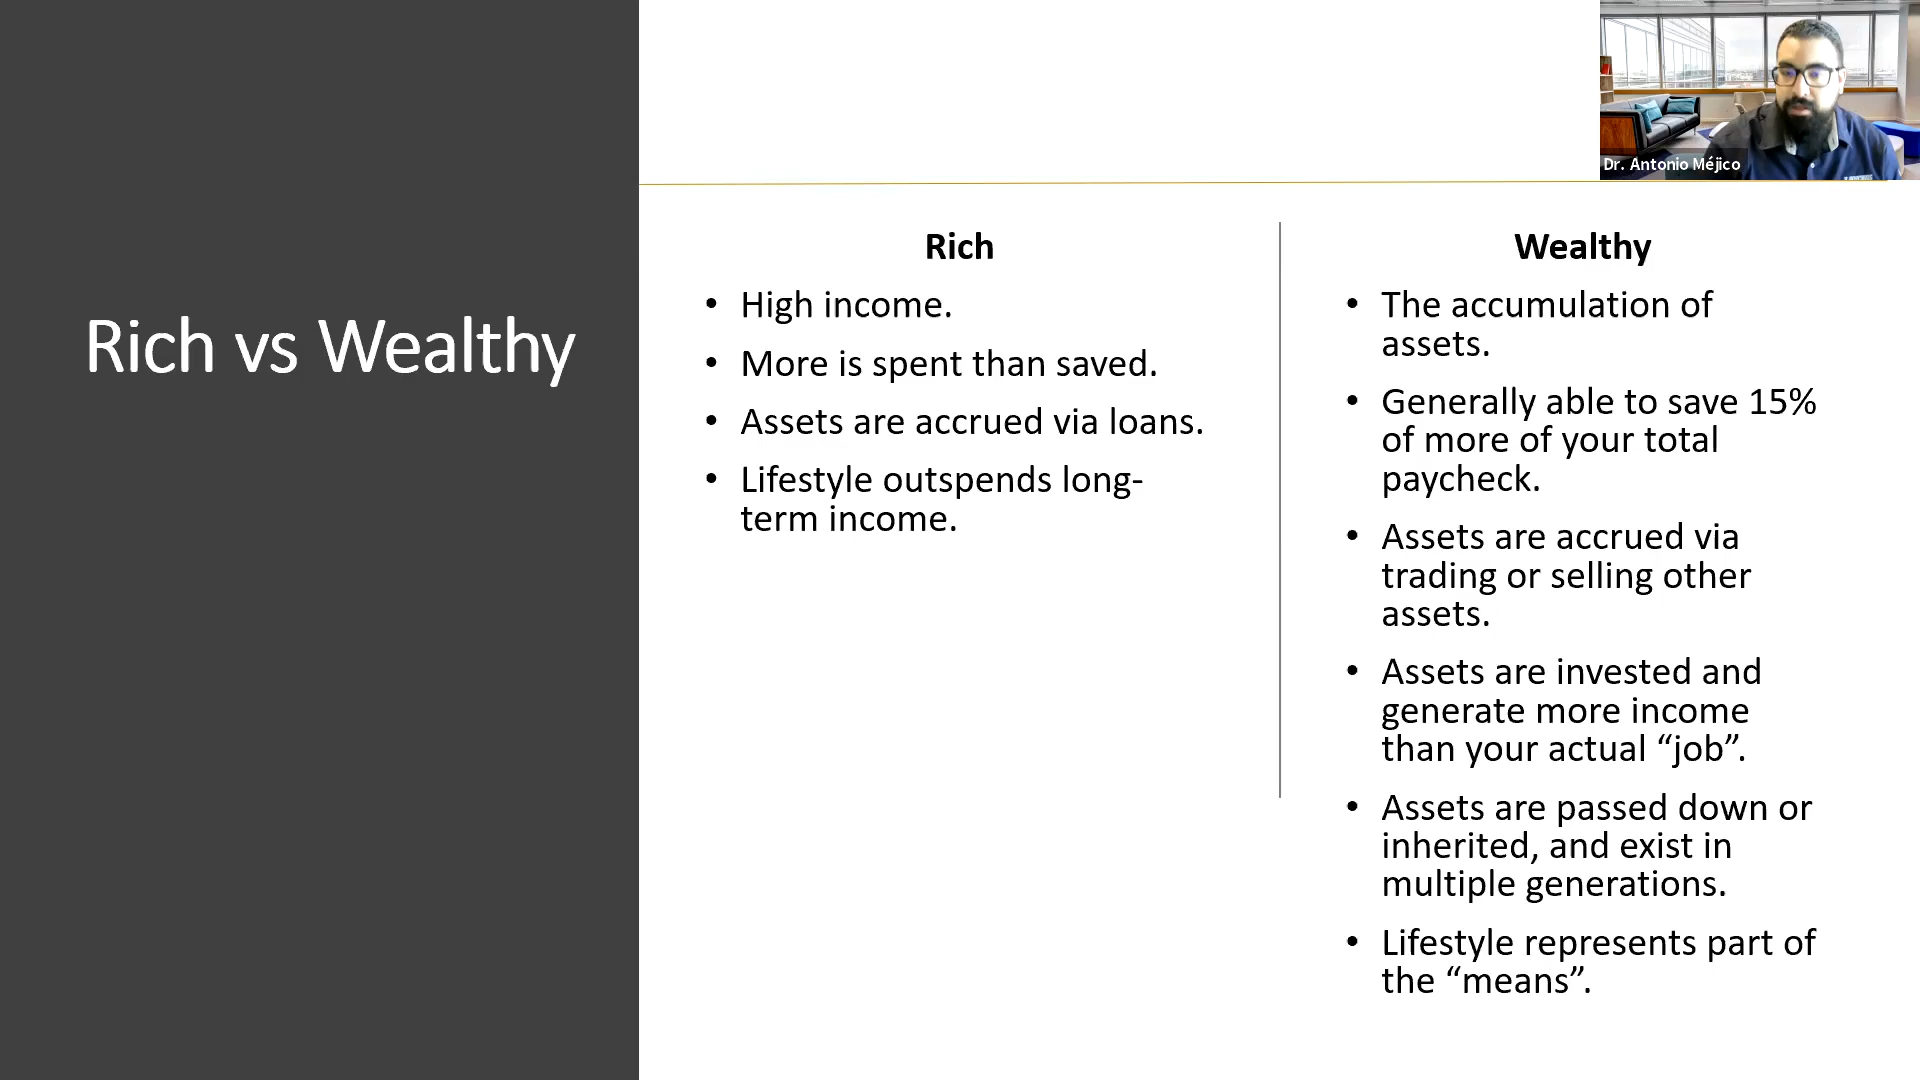 Dr. Antonio Méjico
Rich vs Wealthy
Rich
• High income.
• More is spent than saved.
• Assets are accrued via loans.
• Lifestyle outspends long-
term income.
Wealthy
• The accumulation of
assets.
• Generally able to save 15%
of more of your total
paycheck.
• Assets are accrued via
trading or selling other
assets.
• Assets are invested and
generate more income
than your actual “job”.
• Assets are passed down or
inherited, and exist in
multiple generations.
• Lifestyle represents part of
the “means”.